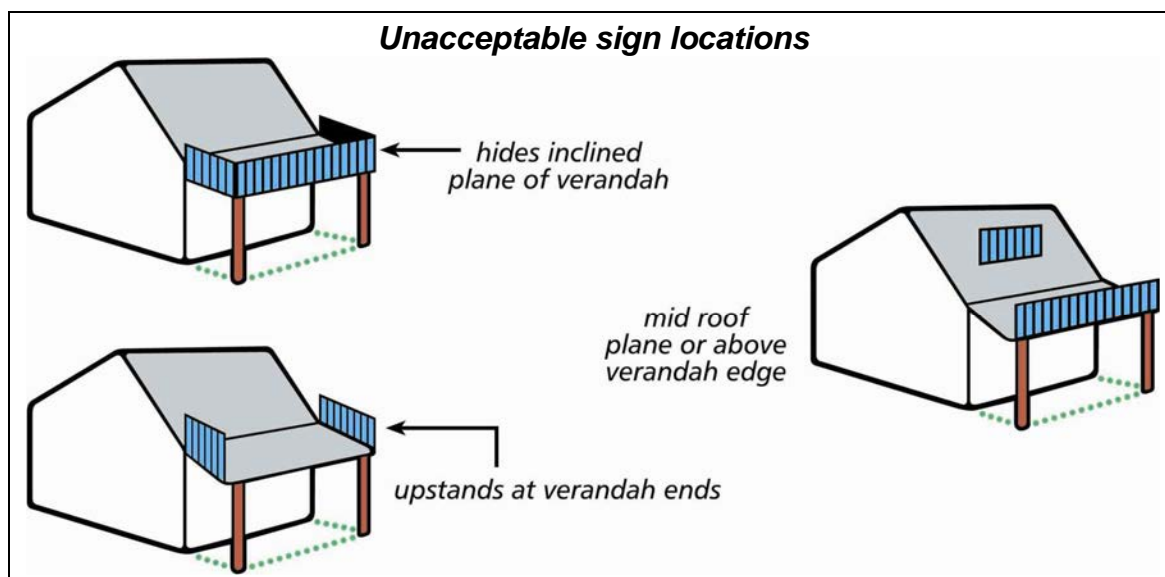 Unacceptable sign locations
hides inclined
plane of verandah
mid roof
plane or above
verandah edge
upstands at verandah ends